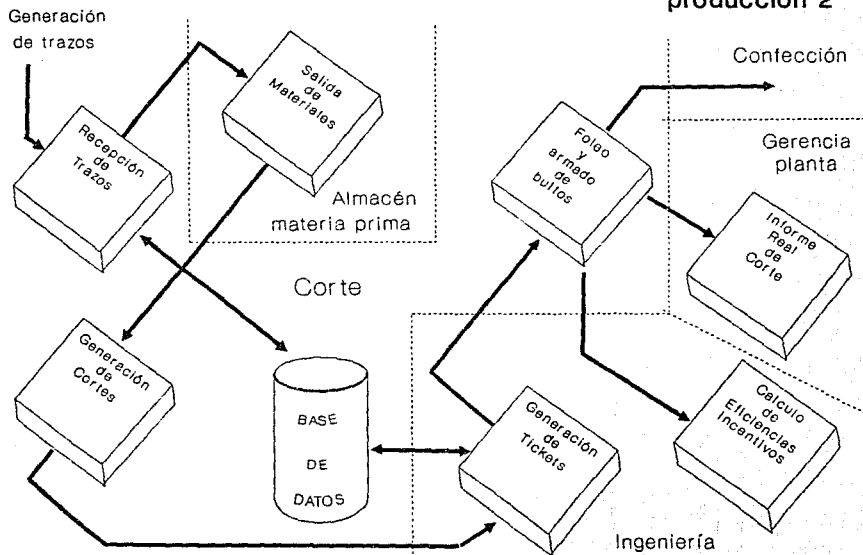 producción 2
Generación
de trazos
Confección
Salida
de
Materiales
Recepción
de
Trazos
Foleo
y
armado
de
bultos
Gerencia
planta
Almacén
materia prima
Informe
Real
de
Corte
Corte
Generación
de
Cortes
BASE
DE
DATOS
Generación
de
Tickets
Calculo
de
Eficiencias
Incentivos
Ingeniería